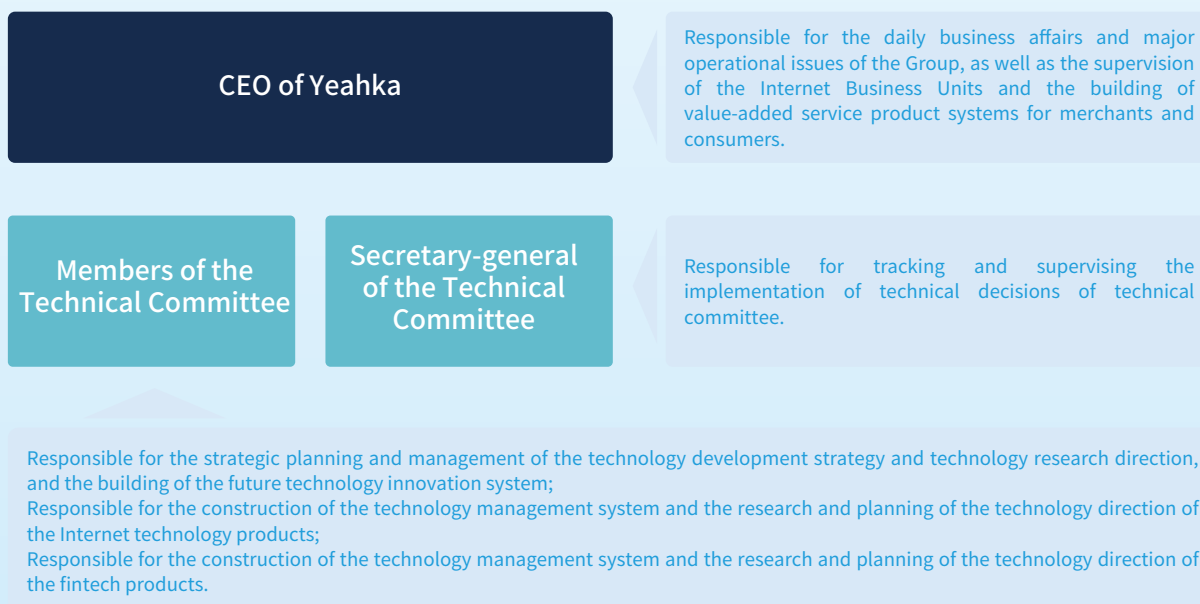 CEO of Yeahka
Responsible for the daily business affairs and major
operational issues of the Group, as well as the supervision
of the Internet Business Units and the building of
value-added service product systems for merchants and
consumers.
Members of the
Technical Committee
Secretary-general
of the Technical
Committee
Responsible for tracking and supervising the
implementation of technical decisions of technical
committee.
Responsible for the strategic planning and management of the technology development strategy and technology research direction,
and the building of the future technology innovation system;
Responsible for the construction of the technology management system and the research and planning of the technology direction of
the Internet technology products;
Responsible for the construction of the technology management system and the research and planning of the technology direction of
the fintech products.